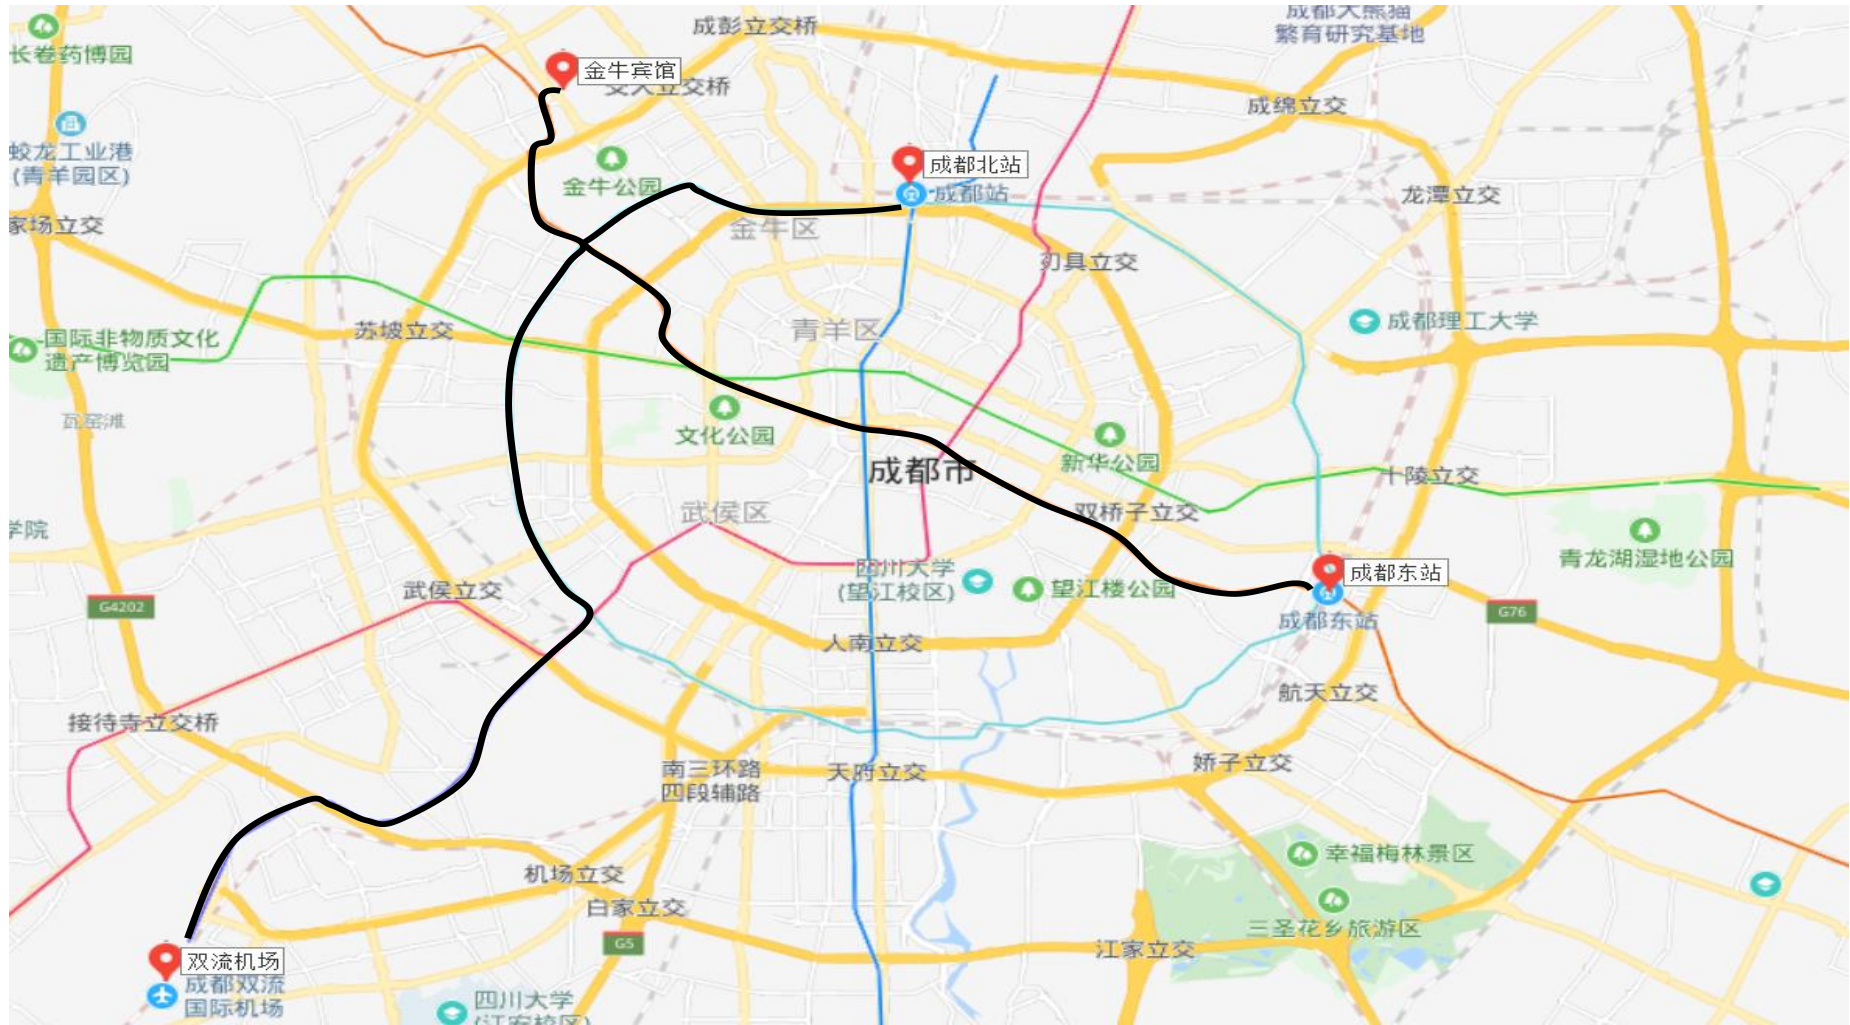 成都大熊猫
繁育研究基地
成彭立交桥
长卷药博园
金牛宾馆
交大立交桥
成绵立交
蛟龙工业港
(青羊园区)
成都北站
成都站
金牛公园
龙潭立交
金牛区
刃具立交
青羊区
成都理工大学
苏坡立交
国际非物质文化
遗产博览园
瓦窑滩
文化公园
成都市
新华公园
十陵立交
武侯区
双桥子立交
学院
青龙湖湿地公园
四川大学
(望江校区)
望江楼公园
成都东站
成都东站
武侯立交
G4202
G76
人南立交
航天立交
接待寺立交桥
南三环路
四段辅路
天府立交
娇子立交
幸福梅林景区
机场立交
白家立交
三圣花乡旅游区
G5
江家立交
双流机场
成都双流
国际机场
四川大学
(江安校区)